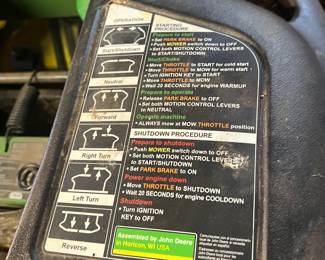 OPERATION
Start/Shutdown
Neutral
Forward
Right Turn
Left Turn
Reverse
STARTING
PROCEDURE
Prepare to start
• Set PARK BRAKE to ON
• Push MOWER switch down to OFF
• Set both MOTION CONTROL LEVERS
to START/SHUTDOWN
Start/Choke
• Move THROTTLE to START for cold start
• Move THROTTLE to MOW for warm start
• Turn IGNITION KEY to START
• Move THROTTLE to MOW
• Wait 20 SECONDS for engine WARMUP
Prepare to operate
• Release PARK BRAKE to OFF
• Set both MOTION CONTROL LEVERS
to NEUTRAL
Operate machine
• ALWAYS mow at MOW THROTTLE position
SHUTDOWN PROCEDURE
Prepare to shutdown
• Push MOWER switch down to OFF
• Set both MOTION CONTROL LEVERS
to START/SHUTDOWN
• Set PARK BRAKE to ON
Power engine down
• Move THROTTLE to SHUTDOWN
• Wait 20 SECONDS for engine COOLDOWN
Shutdown
• Turn IGNITION
KEY to OFF
Assembled by John Deere
in Horicon, WI USA